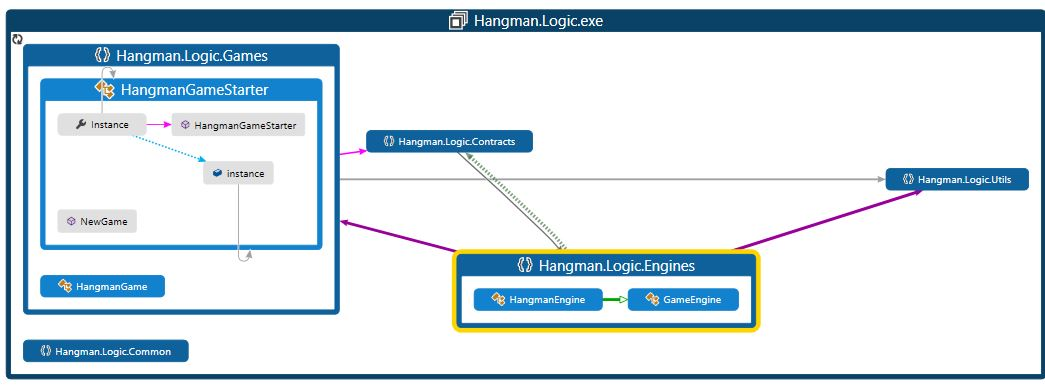 Hangman.Logic.exe
Hangman.Logic.Games
HangmanGameStarter
Instance
HangmanGameStarter
instance
NewGame
HangmanGame
Hangman.Logic.Common
Hangman.Logic.Contracts
Hangman.Logic.Utils
Hangman.Logic.Engines
HangmanEngine
GameEngine